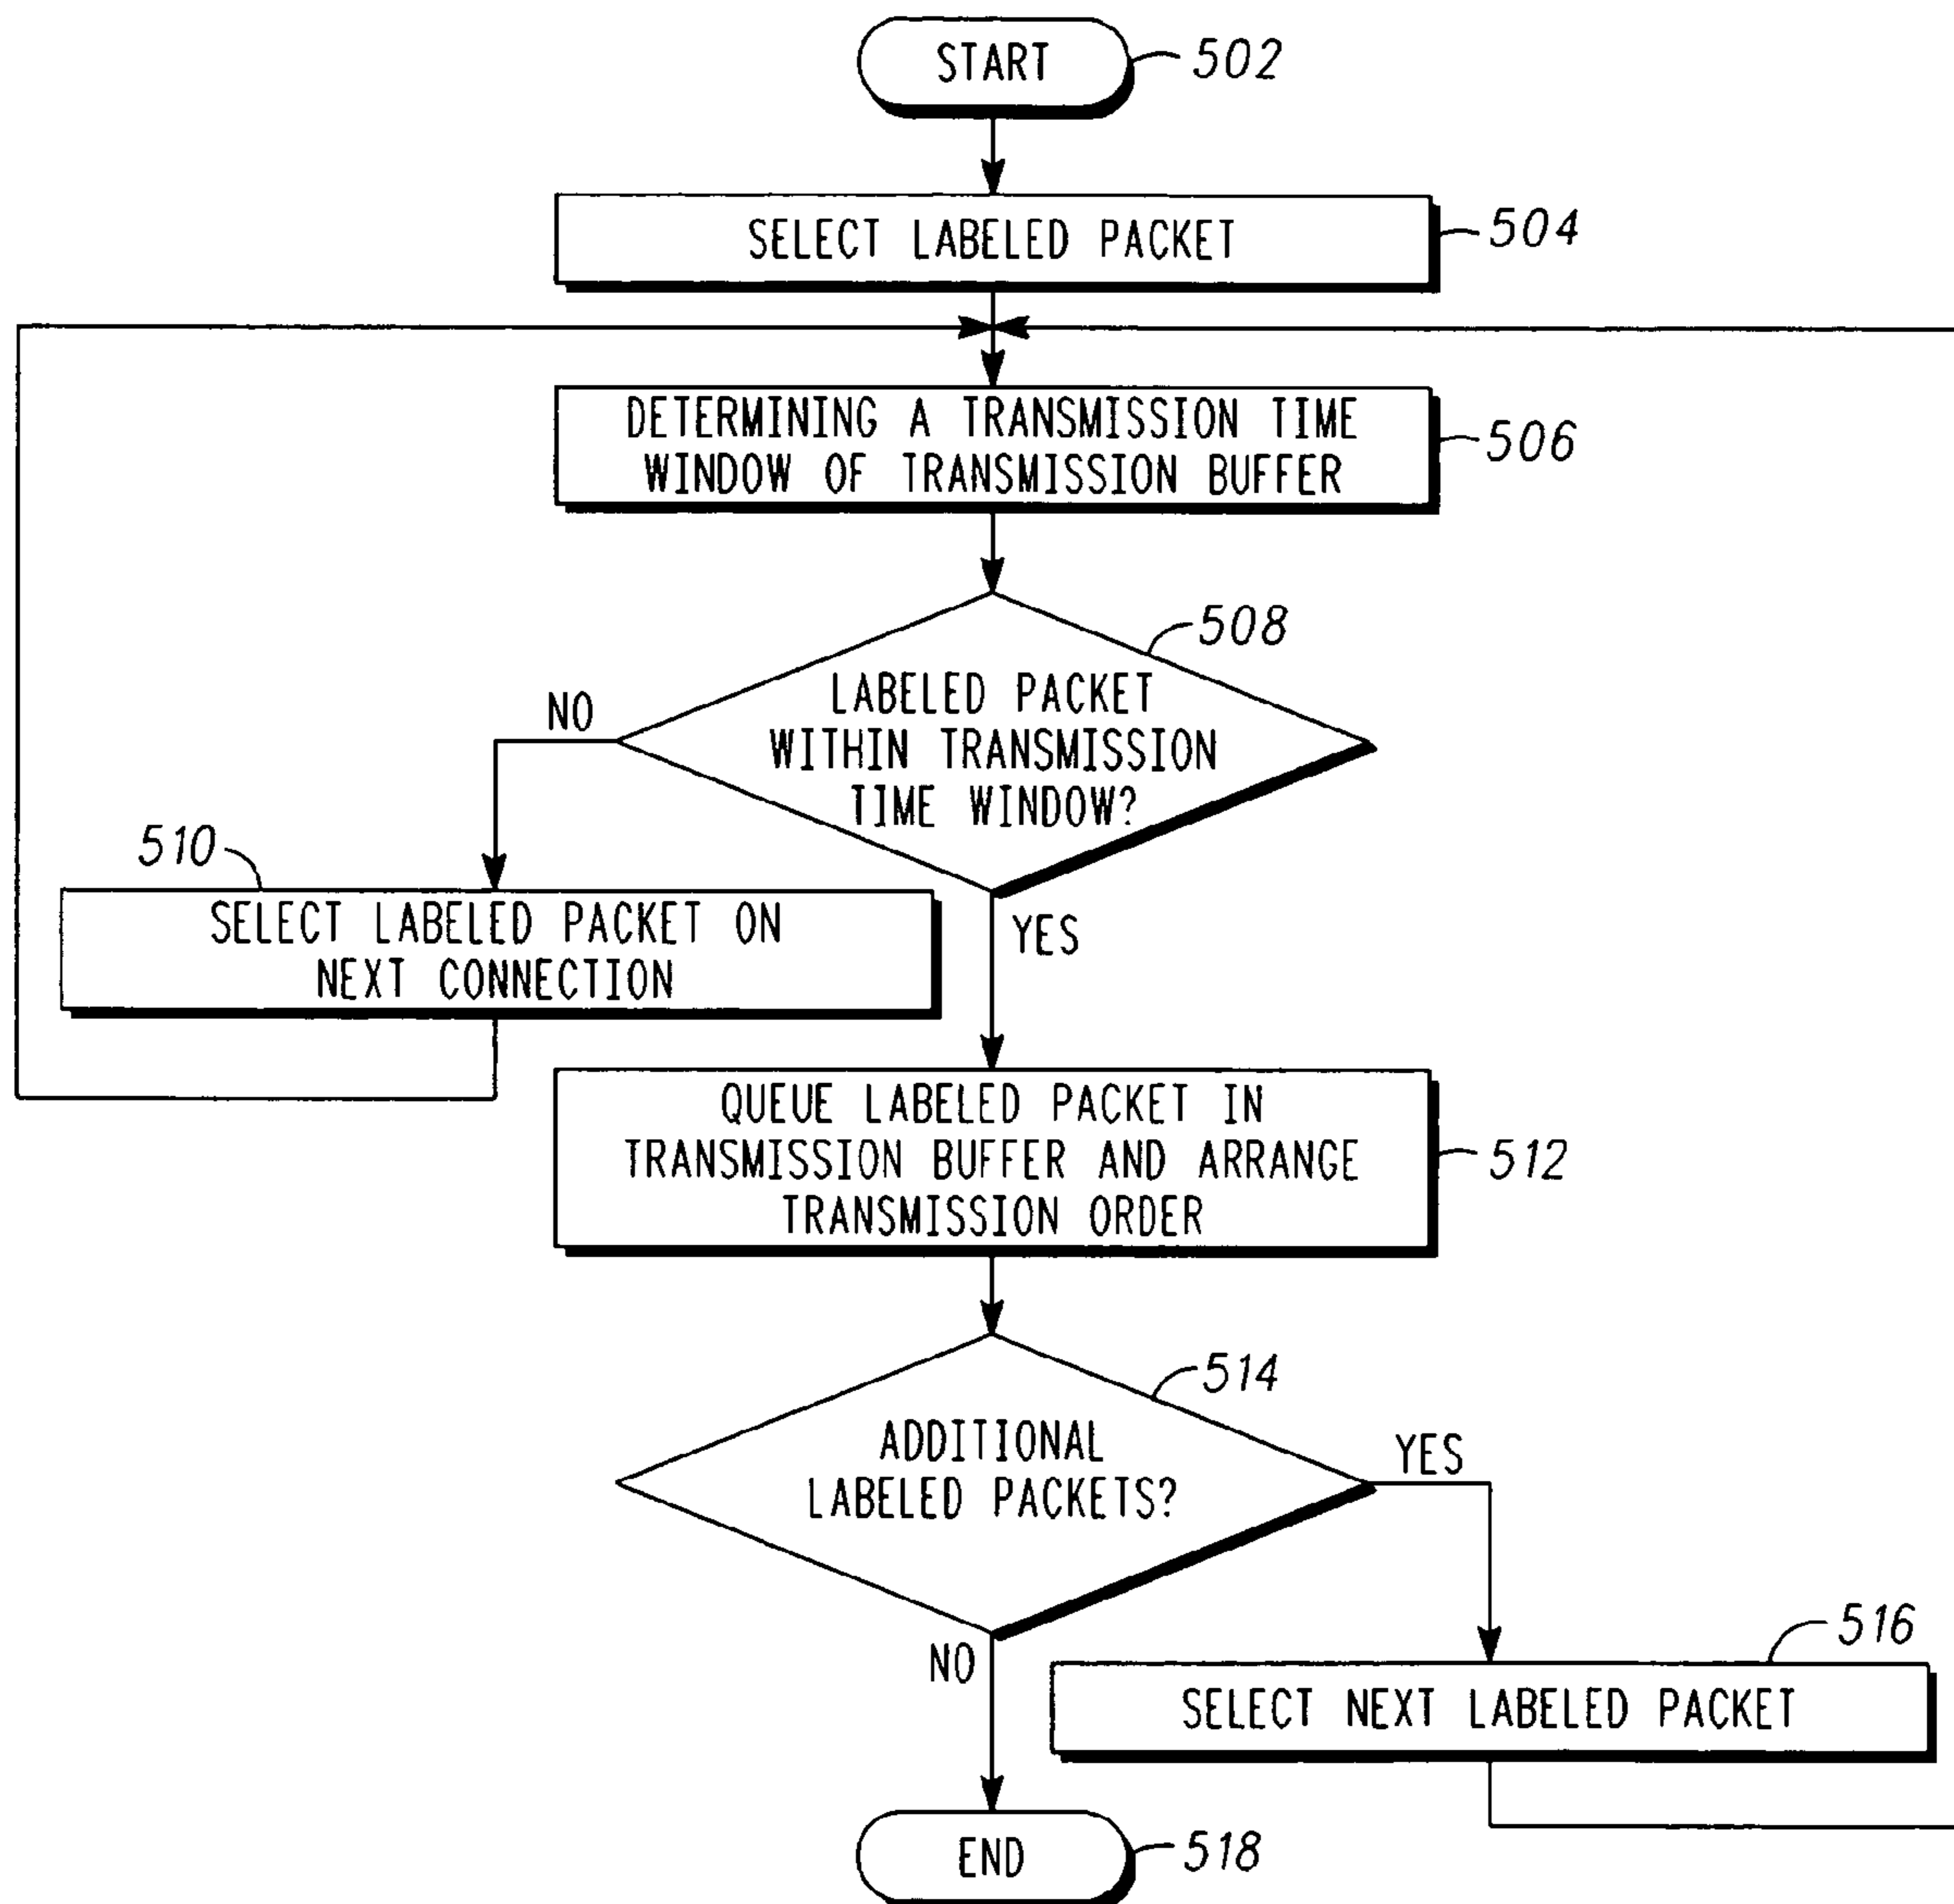 START
502
SELECT LABELED PACKET
504
DETERMINING A TRANSMISSION TIME
WINDOW OF TRANSMISSION BUFFER
506
508
LABELED PACKET
WITHIN TRANSMISSION
TIME WINDOW?
NO
YES
510
SELECT LABELED PACKET ON
NEXT CONNECTION
QUEUE LABELED PACKET IN
TRANSMISSION BUFFER AND ARRANGE
TRANSMISSION ORDER
512
514
ADDITIONAL
LABELED PACKETS?
YES
NO
516
SELECT NEXT LABELED PACKET
END
518